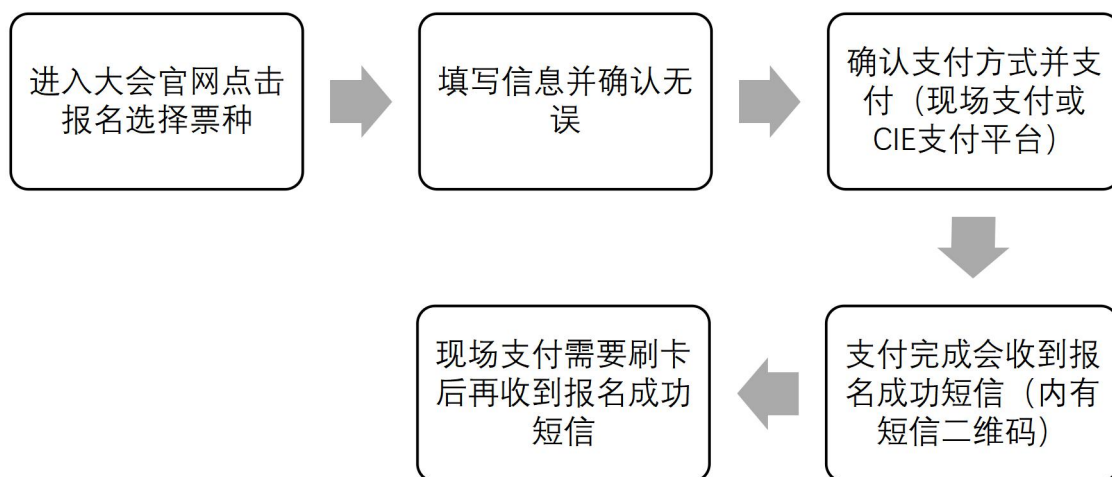 进入大会官网点击
报名选择票种
填写信息并确认无
误
确认支付方式并支
付（现场支付或
CIE支付平台）
支付完成会收到报
名成功短信（内有
短信二维码）
现场支付需要刷卡
后再收到报名成功
短信